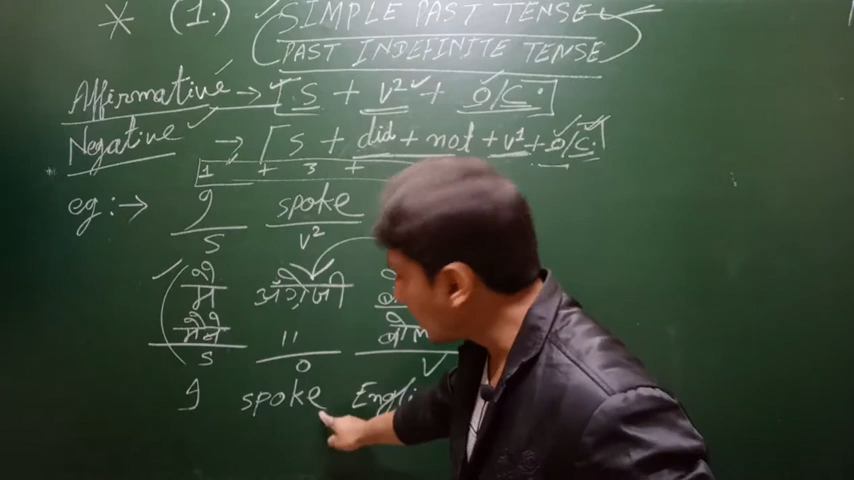 * (1.) SIMPLE PAST TENSE
PAST INDEFINITE TENSE
Affirmative → [S + V² + O/C.]
Negative → [S + did + not + V¹ + O/C.]
* 1 + 3 +
eg :→ I spoke
S V²
मैं अंग्रेजी
मैंने " बोल
S O V
I spoke Engli